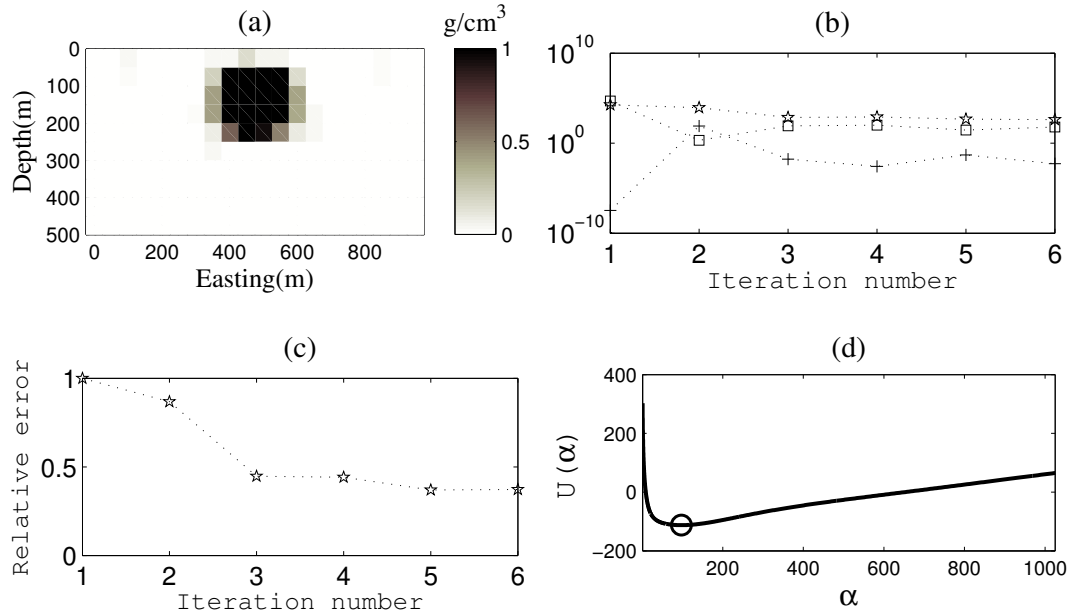 (a)
g/cm3
Depth(m)
0
100
200
300
400
500
0 200 400 600 800
Easting(m)
1
0.5
0
(b)
10^10
10^0
10^−10
1 2 3 4 5 6
Iteration number
(c)
Relative error
1
0.5
0
1 2 3 4 5 6
Iteration number
(d)
U(α)
400
200
0
−200
200 400 600 800 1000
α